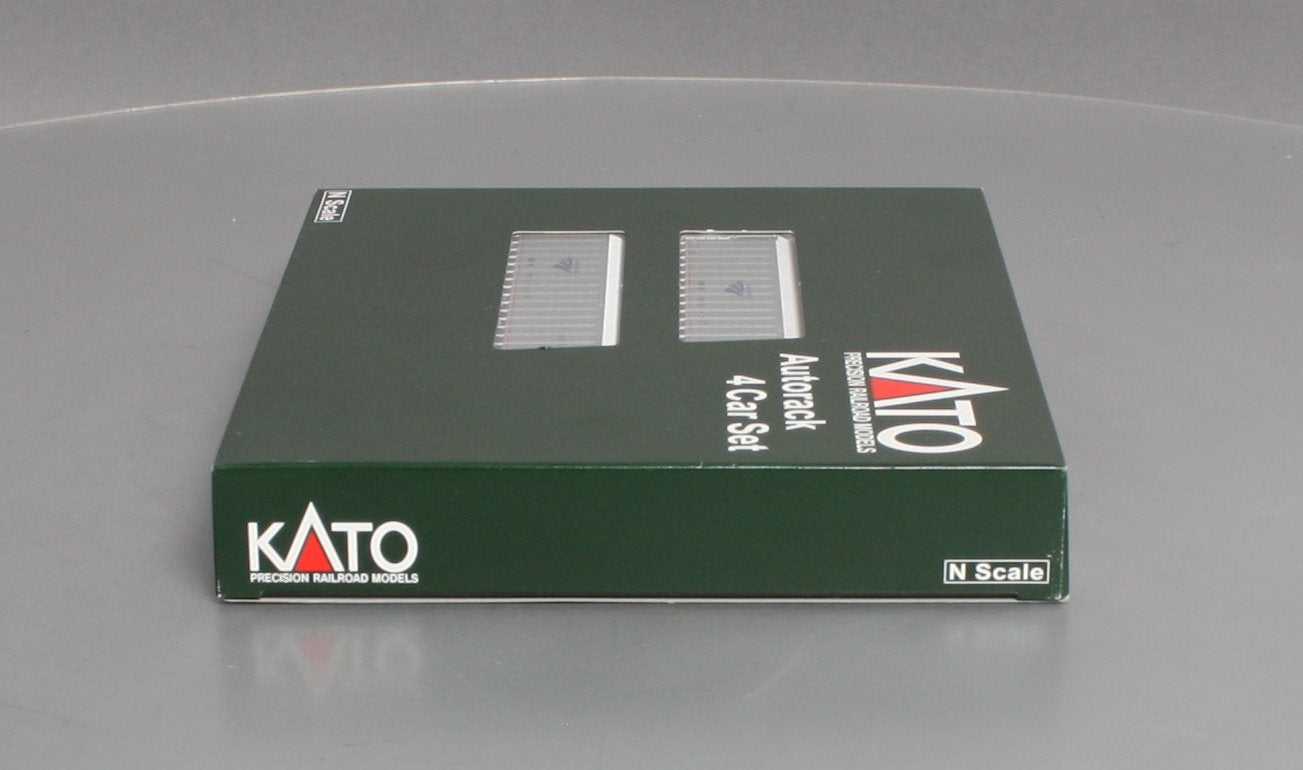 N Scale
KATO
PRECISION RAILROAD MODELS
Autorack
4 Car Set
KATO
PRECISION RAILROAD MODELS
N Scale